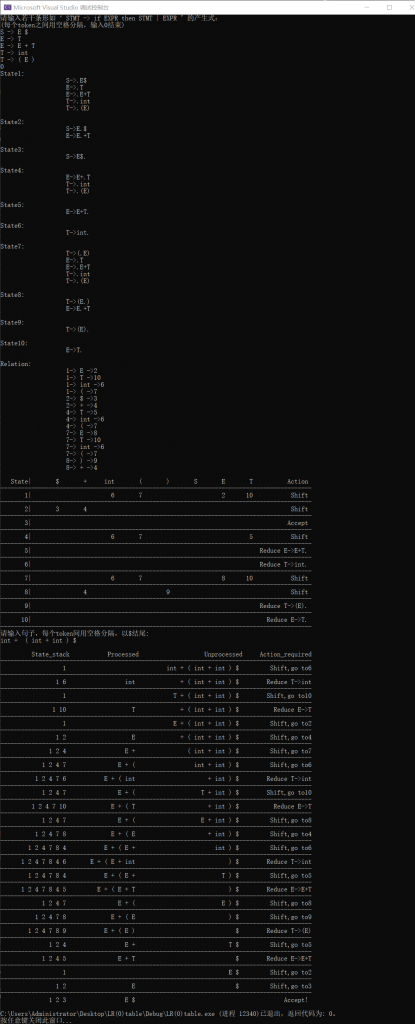 Microsoft Visual Studio 调试控制台
请输入若干条形如 ' STMT -> if EXPR then STMT | EXPR ' 的产生式:
(每个token之间用空格分隔，输入0结束)
S -> E $
E -> T
E -> E + T
T -> int
T -> ( E )
0
State1:
S->.E$
E->.T
E->.E+T
T->.int
T->.(E)
State2:
S->E.$
E->E.+T
State3:
S->E$.
State4:
E->E+.T
T->.int
T->.(E)
State5:
E->E+T.
State6:
T->int.
State7:
T->(.E)
E->.T
E->.E+T
T->.int
T->.(E)
State8:
T->(E.)
E->E.+T
State9:
T->(E).
State10:
E->T.
Relation:
1-> E ->2
1-> T ->10
1-> int ->6
1-> ( ->7
2-> $ ->3
2-> + ->4
4-> T ->5
4-> int ->6
4-> ( ->7
7-> E ->8
7-> T ->10
7-> int ->6
7-> ( ->7
8-> ) ->9
8-> + ->4
State| $ + int ( ) S E T Action
1| 6 7 2 10 Shift
2| 3 4 Shift
3| Accept
4| 6 7 5 Shift
5| Reduce E->E+T.
6| Reduce T->int.
7| 6 7 8 10 Shift
8| 4 9 Shift
9| Reduce T->(E).
10| Reduce E->T.
请输入句子，每个token间用空格分隔，以$结尾:
int + ( int + int ) $
State_stack Processed Unprocessed Action_required
1 int + ( int + int ) $ Shift,go to6
1 6 int + ( int + int ) $ Reduce T->int
1 T + ( int + int ) $ Shift,go to10
1 10 T + ( int + int ) $ Reduce E->T
1 E + ( int + int ) $ Shift,go to2
1 2 E + ( int + int ) $ Shift,go to4
1 2 4 E + ( int + int ) $ Shift,go to7
1 2 4 7 E + ( int + int ) $ Shift,go to6
1 2 4 7 6 E + ( int + int ) $ Reduce T->int
1 2 4 7 E + ( T + int ) $ Shift,go to10
1 2 4 7 10 E + ( T + int ) $ Reduce E->T
1 2 4 7 E + ( E + int ) $ Shift,go to8
1 2 4 7 8 E + ( E + int ) $ Shift,go to4
1 2 4 7 8 4 E + ( E + int ) $ Shift,go to6
1 2 4 7 8 4 6 E + ( E + int ) $ Reduce T->int
1 2 4 7 8 4 E + ( E + T ) $ Shift,go to5
1 2 4 7 8 4 5 E + ( E + T ) $ Reduce E->E+T
1 2 4 7 E + ( E ) $ Shift,go to8
1 2 4 7 8 E + ( E ) $ Shift,go to9
1 2 4 7 8 9 E + ( E ) $ Reduce T->(E)
1 2 4 E + T $ Shift,go to5
1 2 4 5 E + T $ Reduce E->E+T
1 E $ Shift,go to2
1 2 E $ Shift,go to3
1 2 3 E $ Accept!
C:\Users\Administrator\Desktop\LR(0)table\Debug\LR(0)table.exe (进程 12340)已退出，返回代码为: 0。
按任意键关闭此窗口...